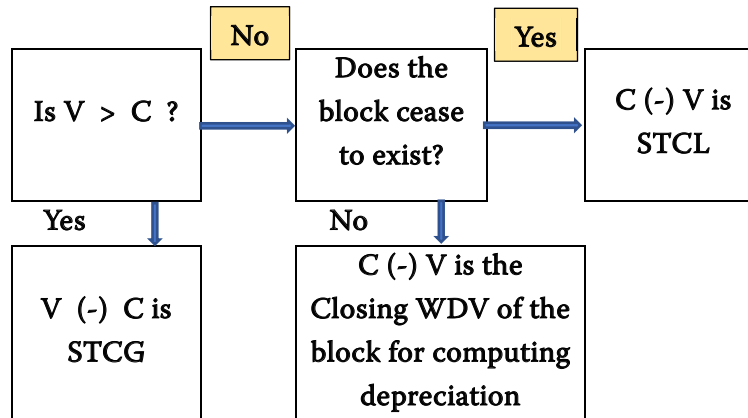 No
Yes
Is V > C ?
Does the
block cease
to exist?
C (-) V is
STCL
Yes
No
V (-) C is
STCG
C (-) V is the
Closing WDV of the
block for computing
depreciation